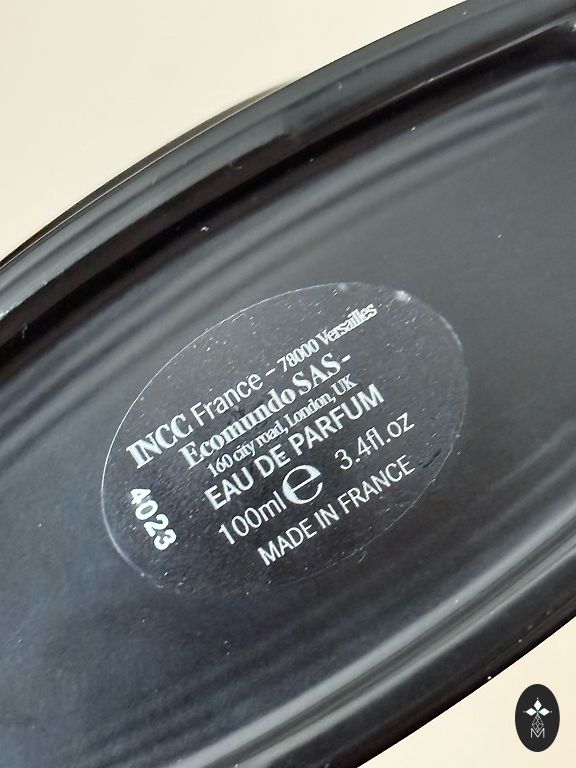 INCC France - 78000 Versailles
Ecomundo SAS -
160 city road, London, UK
EAU DE PARFUM
100ml e 3.4fl.oz
MADE IN FRANCE
4023